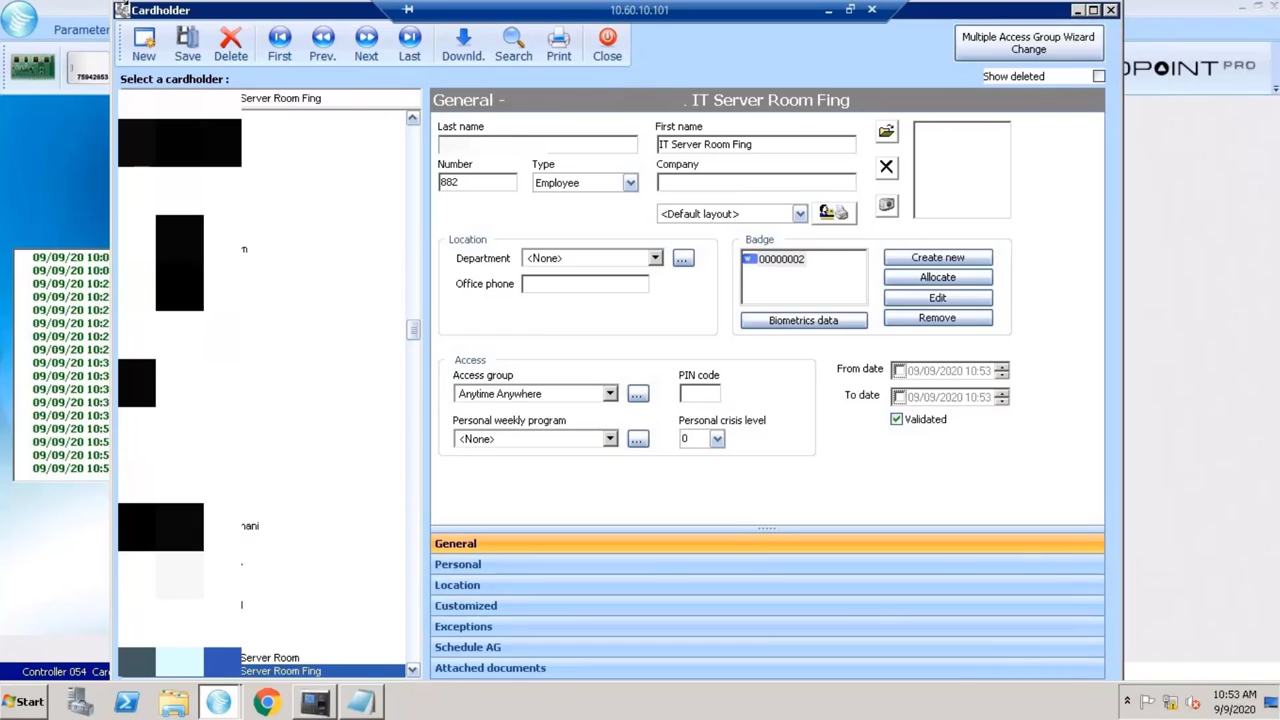 Cardholder
10.60.10.101
Parameter
75942853
New
Save
Delete
First
Prev.
Next
Last
Downld.
Search
Print
Close
Multiple Access Group Wizard
Change
POINT PRO
Show deleted
Select a cardholder :
Server Room Fing
General -
. IT Server Room Fing
Last name
First name
IT Server Room Fing
Number
Type
Company
882
Employee
<Default layout>
Location
Badge
Department
<None>
...
00000002
Create new
Allocate
Office phone
Edit
Biometrics data
Remove
09/09/20 10:0
09/09/20 10:2
09/09/20 10:2
09/09/20 10:2
09/09/20 10:2
09/09/20 10:2
09/09/20 10:2
09/09/20 10:2
09/09/20 10:3
09/09/20 10:3
09/09/20 10:3
09/09/20 10:3
09/09/20 10:3
09/09/20 10:5
09/09/20 10:5
09/09/20 10:5
09/09/20 10:5
Access
Access group
PIN code
From date
09/09/2020 10:53
Anytime Anywhere
...
To date
09/09/2020 10:53
Personal weekly program
Personal crisis level
Validated
<None>
...
0
nani
General
Personal
Location
Customized
Exceptions
Schedule AG
Attached documents
Server Room
Server Room Fing
Controller 054 Car
Start
10:53 AM
9/9/2020